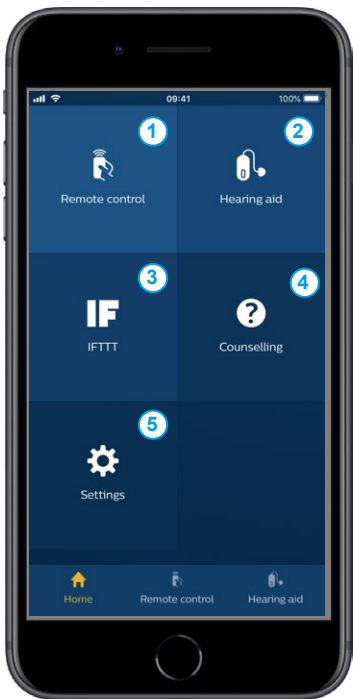 09:41
100%
1
2
Remote control
Hearing aid
3
4
IF
IFTTT
Counselling
5
Settings
Home
Remote control
Hearing aid